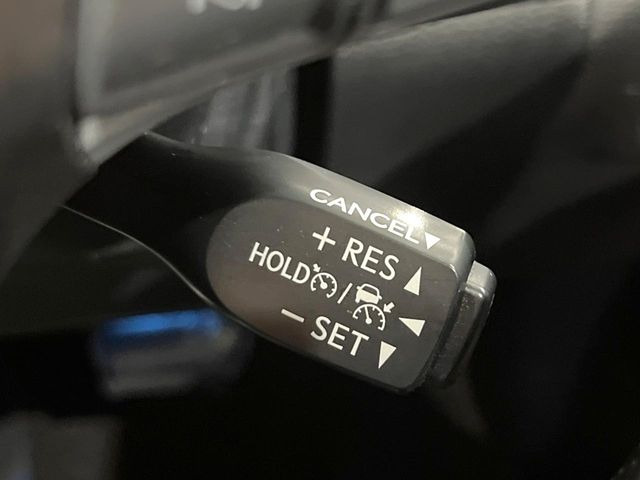 CANCEL▼
+ RES ▲
HOLD / ◄
− SET ▼